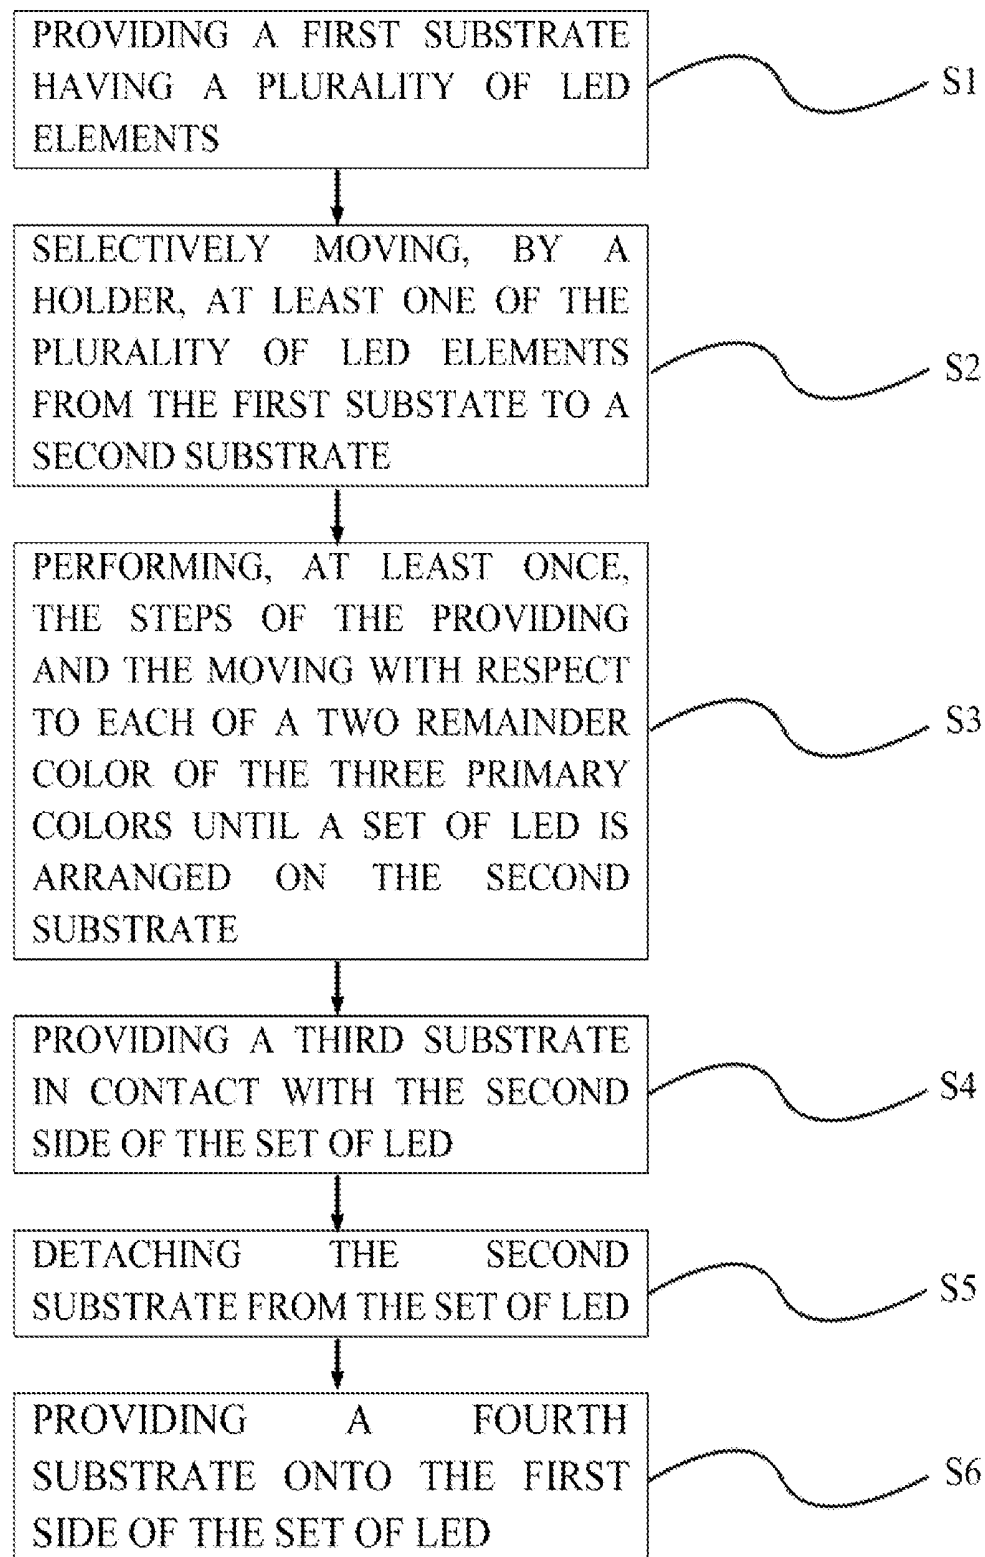 PROVIDING A FIRST SUBSTRATE
HAVING A PLURALITY OF LED
ELEMENTS
S1
SELECTIVELY MOVING, BY A
HOLDER, AT LEAST ONE OF THE
PLURALITY OF LED ELEMENTS
FROM THE FIRST SUBSTATE TO A
SECOND SUBSTRATE
S2
PERFORMING, AT LEAST ONCE,
THE STEPS OF THE PROVIDING
AND THE MOVING WITH RESPECT
TO EACH OF A TWO REMAINDER
COLOR OF THE THREE PRIMARY
COLORS UNTIL A SET OF LED IS
ARRANGED ON THE SECOND
SUBSTRATE
S3
PROVIDING A THIRD SUBSTRATE
IN CONTACT WITH THE SECOND
SIDE OF THE SET OF LED
S4
DETACHING THE SECOND
SUBSTRATE FROM THE SET OF LED
S5
PROVIDING A FOURTH
SUBSTRATE ONTO THE FIRST
SIDE OF THE SET OF LED
S6